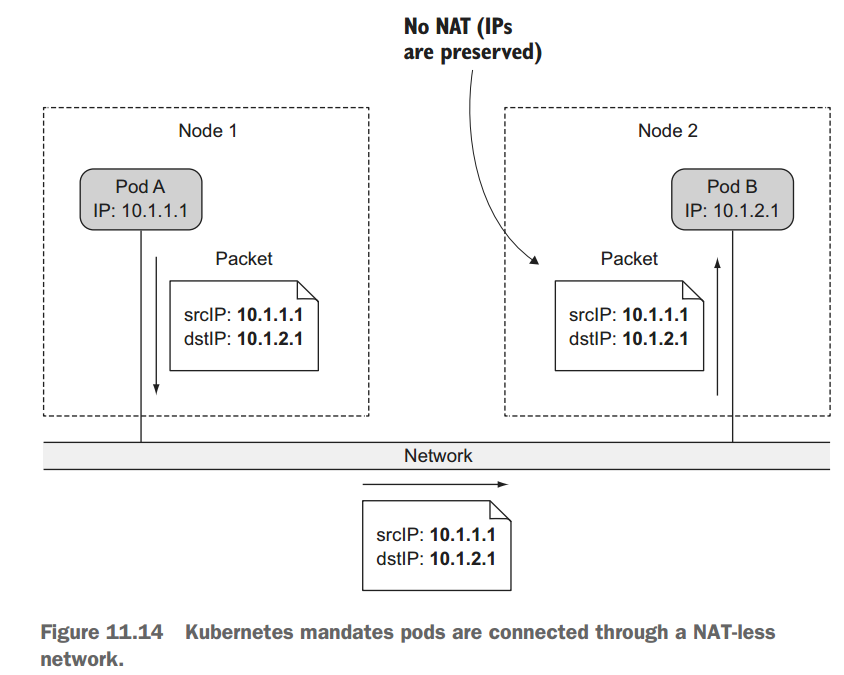 No NAT (IPs
are preserved)
Node 1
Node 2
Pod A
IP: 10.1.1.1
Pod B
IP: 10.1.2.1
Packet
srcIP: 10.1.1.1
dstIP: 10.1.2.1
Packet
srcIP: 10.1.1.1
dstIP: 10.1.2.1
Network
srcIP: 10.1.1.1
dstIP: 10.1.2.1
Figure 11.14 Kubernetes mandates pods are connected through a NAT-less
network.